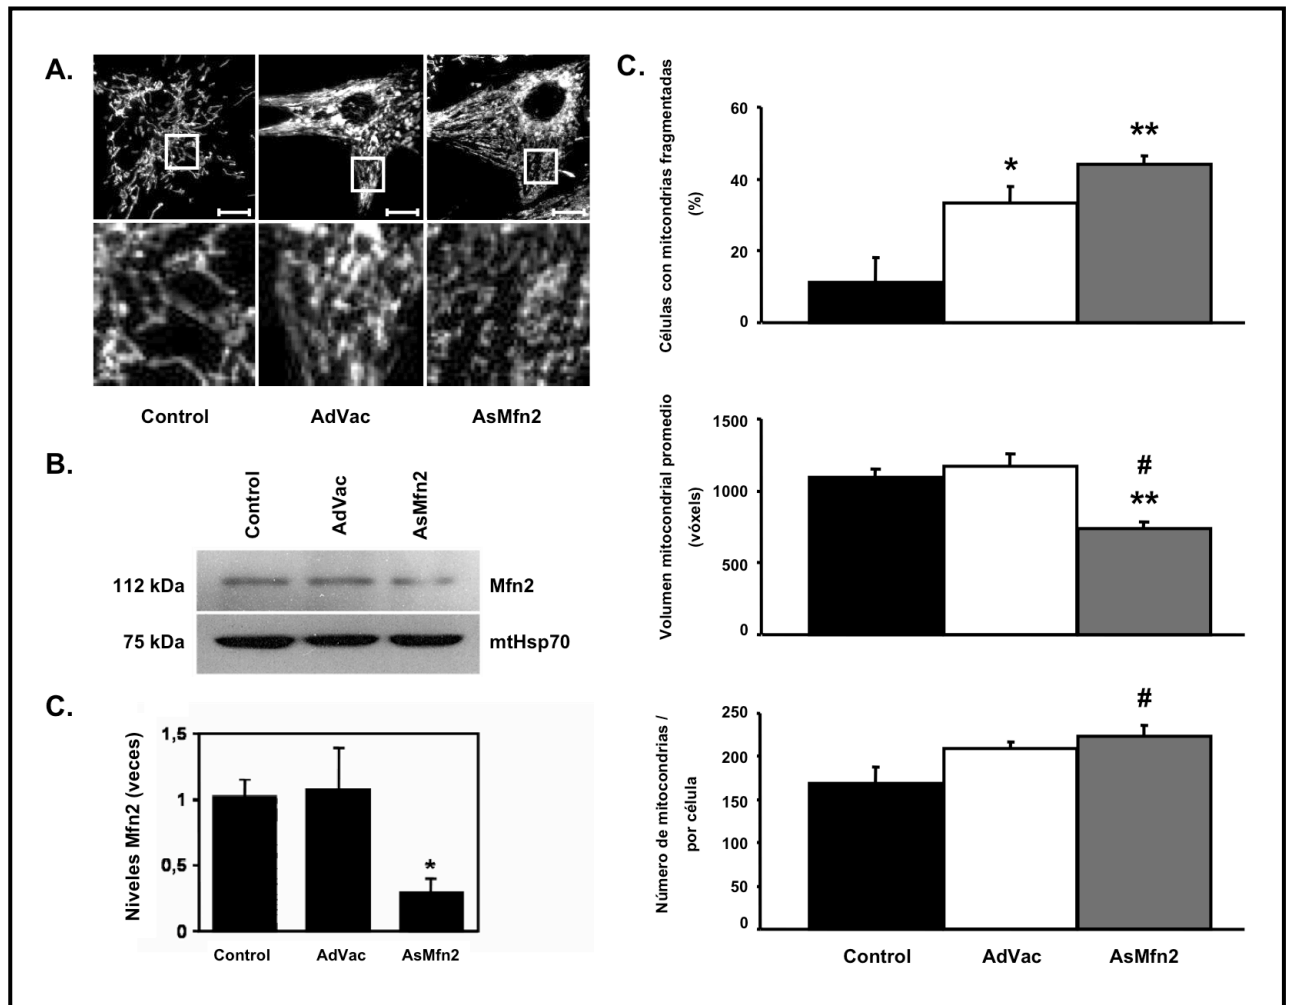 A.
Control AdVac AsMfn2
B.
Control AdVac AsMfn2
112 kDa Mfn2
75 kDa mtHsp70
C.
Niveles Mfn2 (veces)
1,5
1
0,5
0
*
Control AdVac AsMfn2
C.
Células con mitcondrias fragmentadas
(%)
60
40
20
0
*
**
Volumen mitocondrial promedio
(vóxels)
1500
1000
500
0
#
**
Número de mitocondrias /
por célula
250
200
150
100
50
0
#
Control AdVac AsMfn2